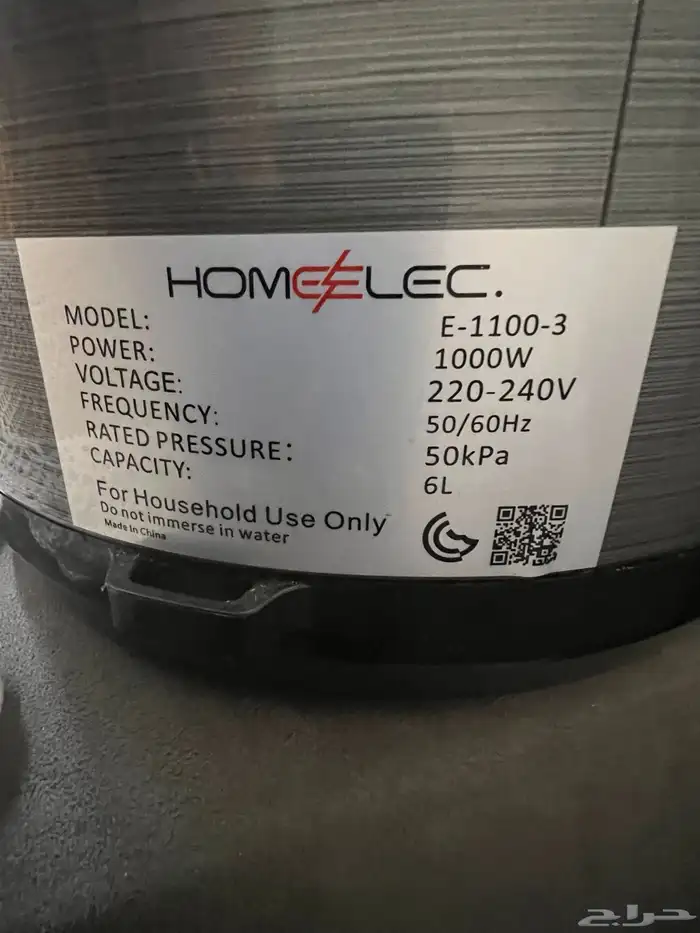 HOMEELEC.
MODEL: E-1100-3
POWER: 1000W
VOLTAGE: 220-240V
FREQUENCY: 50/60Hz
RATED PRESSURE: 50kPa
CAPACITY: 6L
For Household Use Only
Do not immerse in water
Made In China
حراج